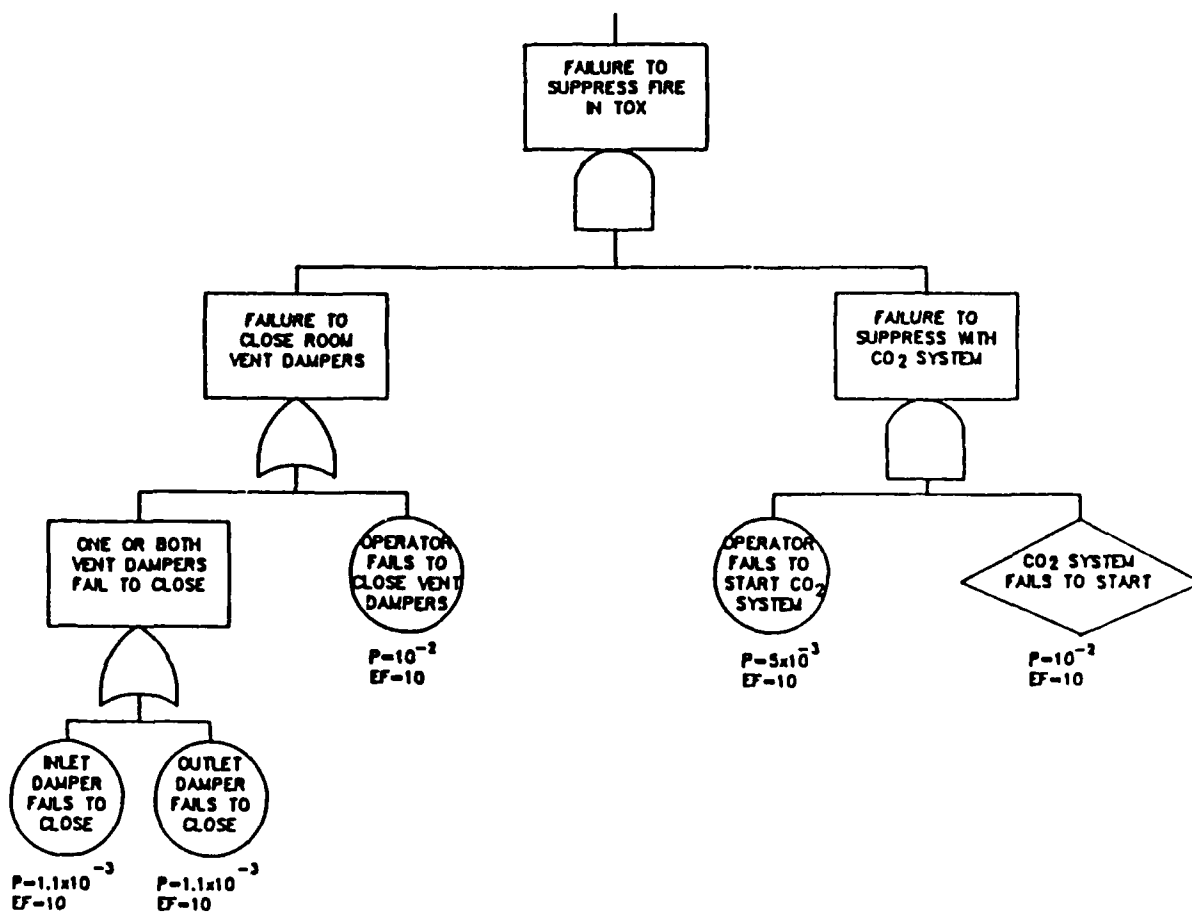 FAILURE TO
SUPPRESS FIRE
IN TOX
FAILURE TO
CLOSE ROOM
VENT DAMPERS
FAILURE TO
SUPPRESS WITH
CO₂ SYSTEM
ONE OR BOTH
VENT DAMPERS
FAIL TO CLOSE
OPERATOR
FAILS TO
CLOSE VENT
DAMPERS
P=10⁻²
EF=10
OPERATOR
FAILS TO
START CO₂
SYSTEM
P=5x10⁻³
EF=10
CO₂ SYSTEM
FAILS TO START
P=10⁻²
EF=10
INLET
DAMPER
FAILS TO
CLOSE
P=1.1x10⁻³
EF=10
OUTLET
DAMPER
FAILS TO
CLOSE
P=1.1x10⁻³
EF=10